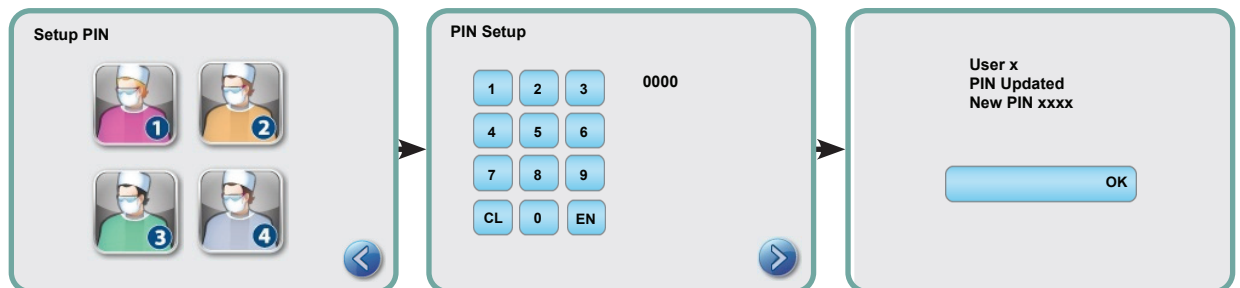 Setup PIN
1
2
3
4
PIN Setup
0000
1 2 3
4 5 6
7 8 9
CL 0 EN
User x
PIN Updated
New PIN xxxx
OK